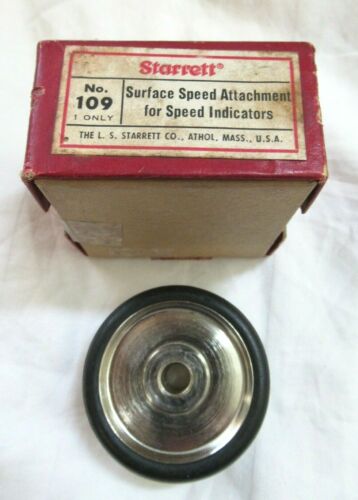 Starrett®
No.
109
1 ONLY
Surface Speed Attachment
for Speed Indicators
THE L. S. STARRETT CO., ATHOL, MASS., U.S.A.